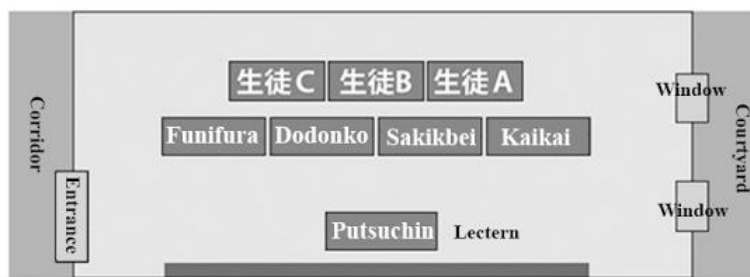 生徒C 生徒B 生徒A
Window
Corridor
Courtyard
Funifura Dodonko Sakikbei Kaikai
Entrance
Window
Putsuchin Lectern